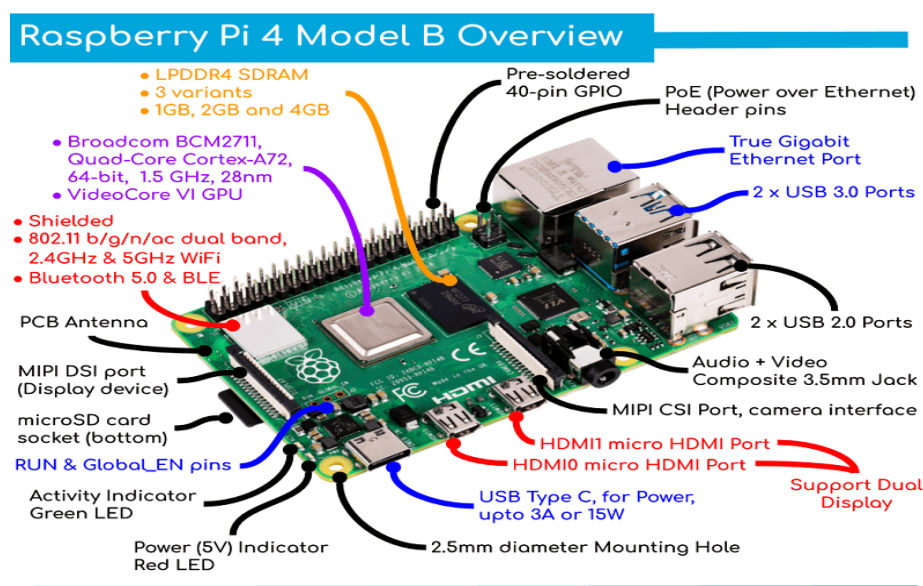 Raspberry Pi 4 Model B Overview
LPDDR4 SDRAM
3 variants
1GB, 2GB and 4GB
Pre-soldered
40-pin GPIO
PoE (Power over Ethernet)
Header pins
Broadcom BCM2711,
Quad-Core Cortex-A72,
64-bit, 1.5 GHz, 28nm
VideoCore VI GPU
True Gigabit
Ethernet Port
2 x USB 3.0 Ports
Shielded
802.11 b/g/n/ac dual band,
2.4GHz & 5GHz WiFi
Bluetooth 5.0 & BLE
PCB Antenna
2 x USB 2.0 Ports
MIPI DSI port
(Display device)
Audio + Video
Composite 3.5mm Jack
microSD card
socket (bottom)
MIPI CSI Port, camera interface
RUN & Global_EN pins
HDMI1 micro HDMI Port
HDMI0 micro HDMI Port
Support Dual
Display
Activity Indicator
Green LED
USB Type C, for Power,
upto 3A or 15W
Power (5V) Indicator
Red LED
2.5mm diameter Mounting Hole
CE
FC
HDMI